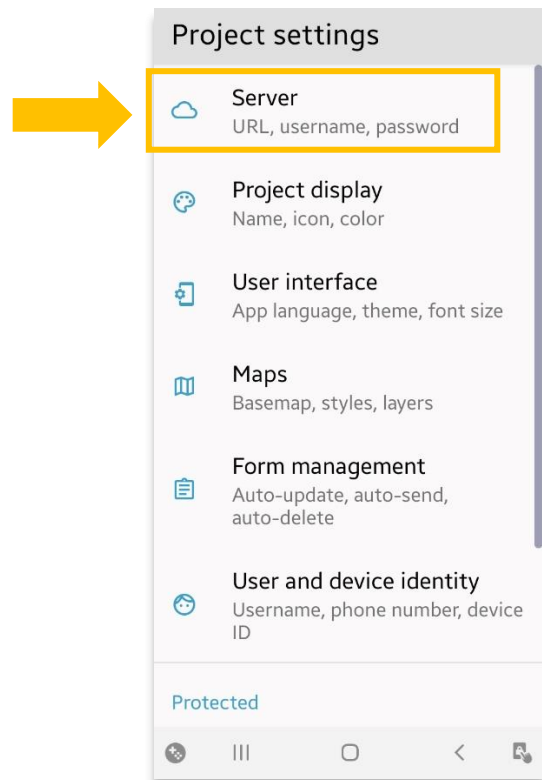 Project settings
Server
URL, username, password
Project display
Name, icon, color
User interface
App language, theme, font size
Maps
Basemap, styles, layers
Form management
Auto-update, auto-send,
auto-delete
User and device identity
Username, phone number, device
ID
Protected